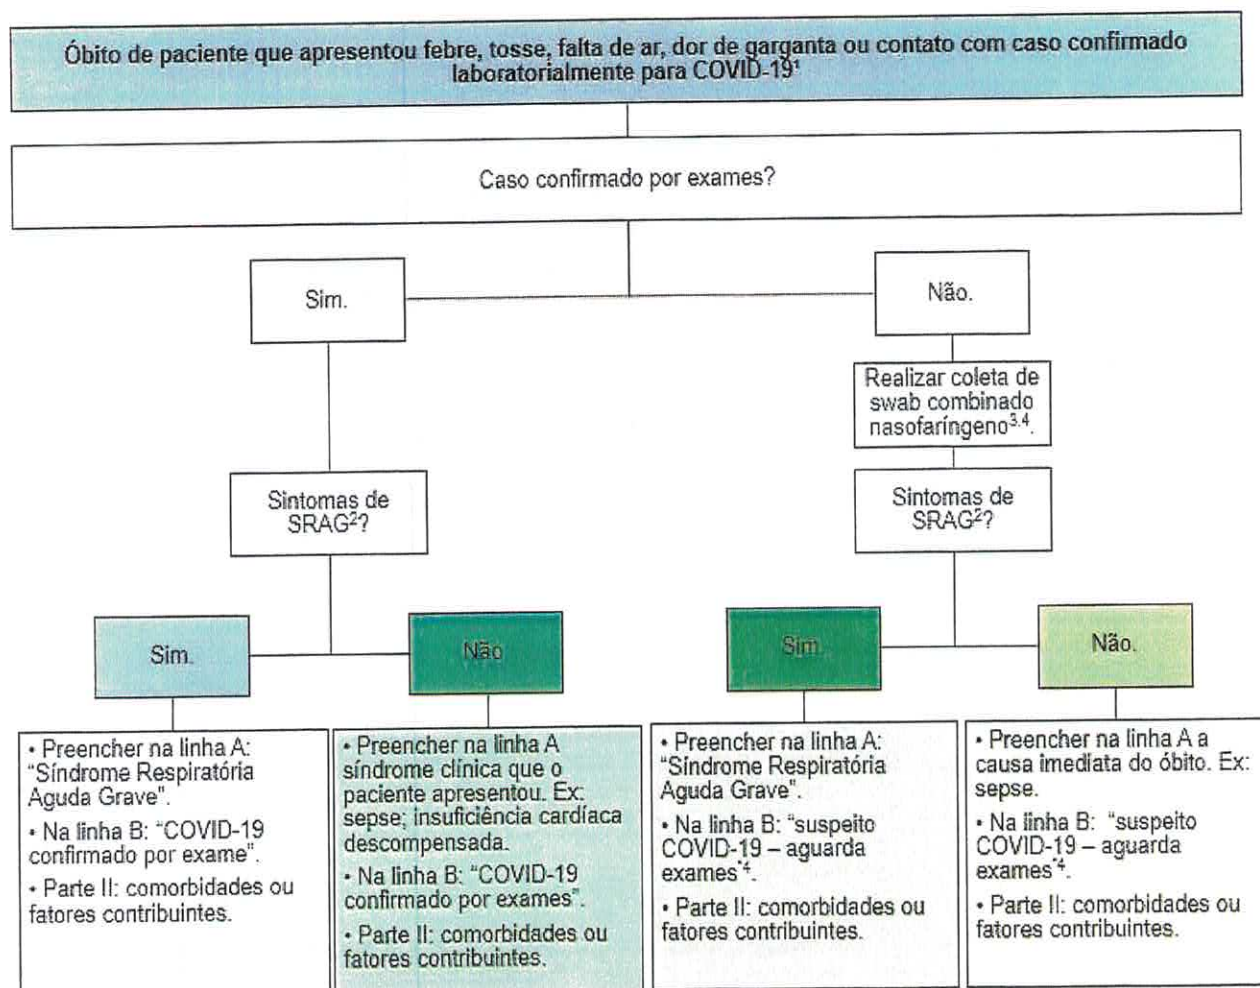 Óbito de paciente que apresentou febre, tosse, falta de ar, dor de garganta ou contato com caso confirmado
laboratorialmente para COVID-19¹
Caso confirmado por exames?
Sim.
Não.
Realizar coleta de
swab combinado
nasofaríngeo³·⁴.
Sintomas de
SRAG²?
Sintomas de
SRAG²?
Sim.
Não
Sim.
Não.
• Preencher na linha A:
"Síndrome Respiratória
Aguda Grave".
• Na linha B: "COVID-19
confirmado por exame".
• Parte II: comorbidades ou
fatores contribuintes.
• Preencher na linha A
síndrome clínica que o
paciente apresentou. Ex:
sepse; insuficiência cardíaca
descompensada.
• Na linha B: "COVID-19
confirmado por exames".
• Parte II: comorbidades ou
fatores contribuintes.
• Preencher na linha A:
"Síndrome Respiratória
Aguda Grave".
• Na linha B: "suspeito
COVID-19 – aguarda
exames"⁴.
• Parte II: comorbidades ou
fatores contribuintes.
• Preencher na linha A a
causa imediata do óbito. Ex:
sepse.
• Na linha B: "suspeito
COVID-19 – aguarda
exames"⁴.
• Parte II: comorbidades ou
fatores contribuintes.